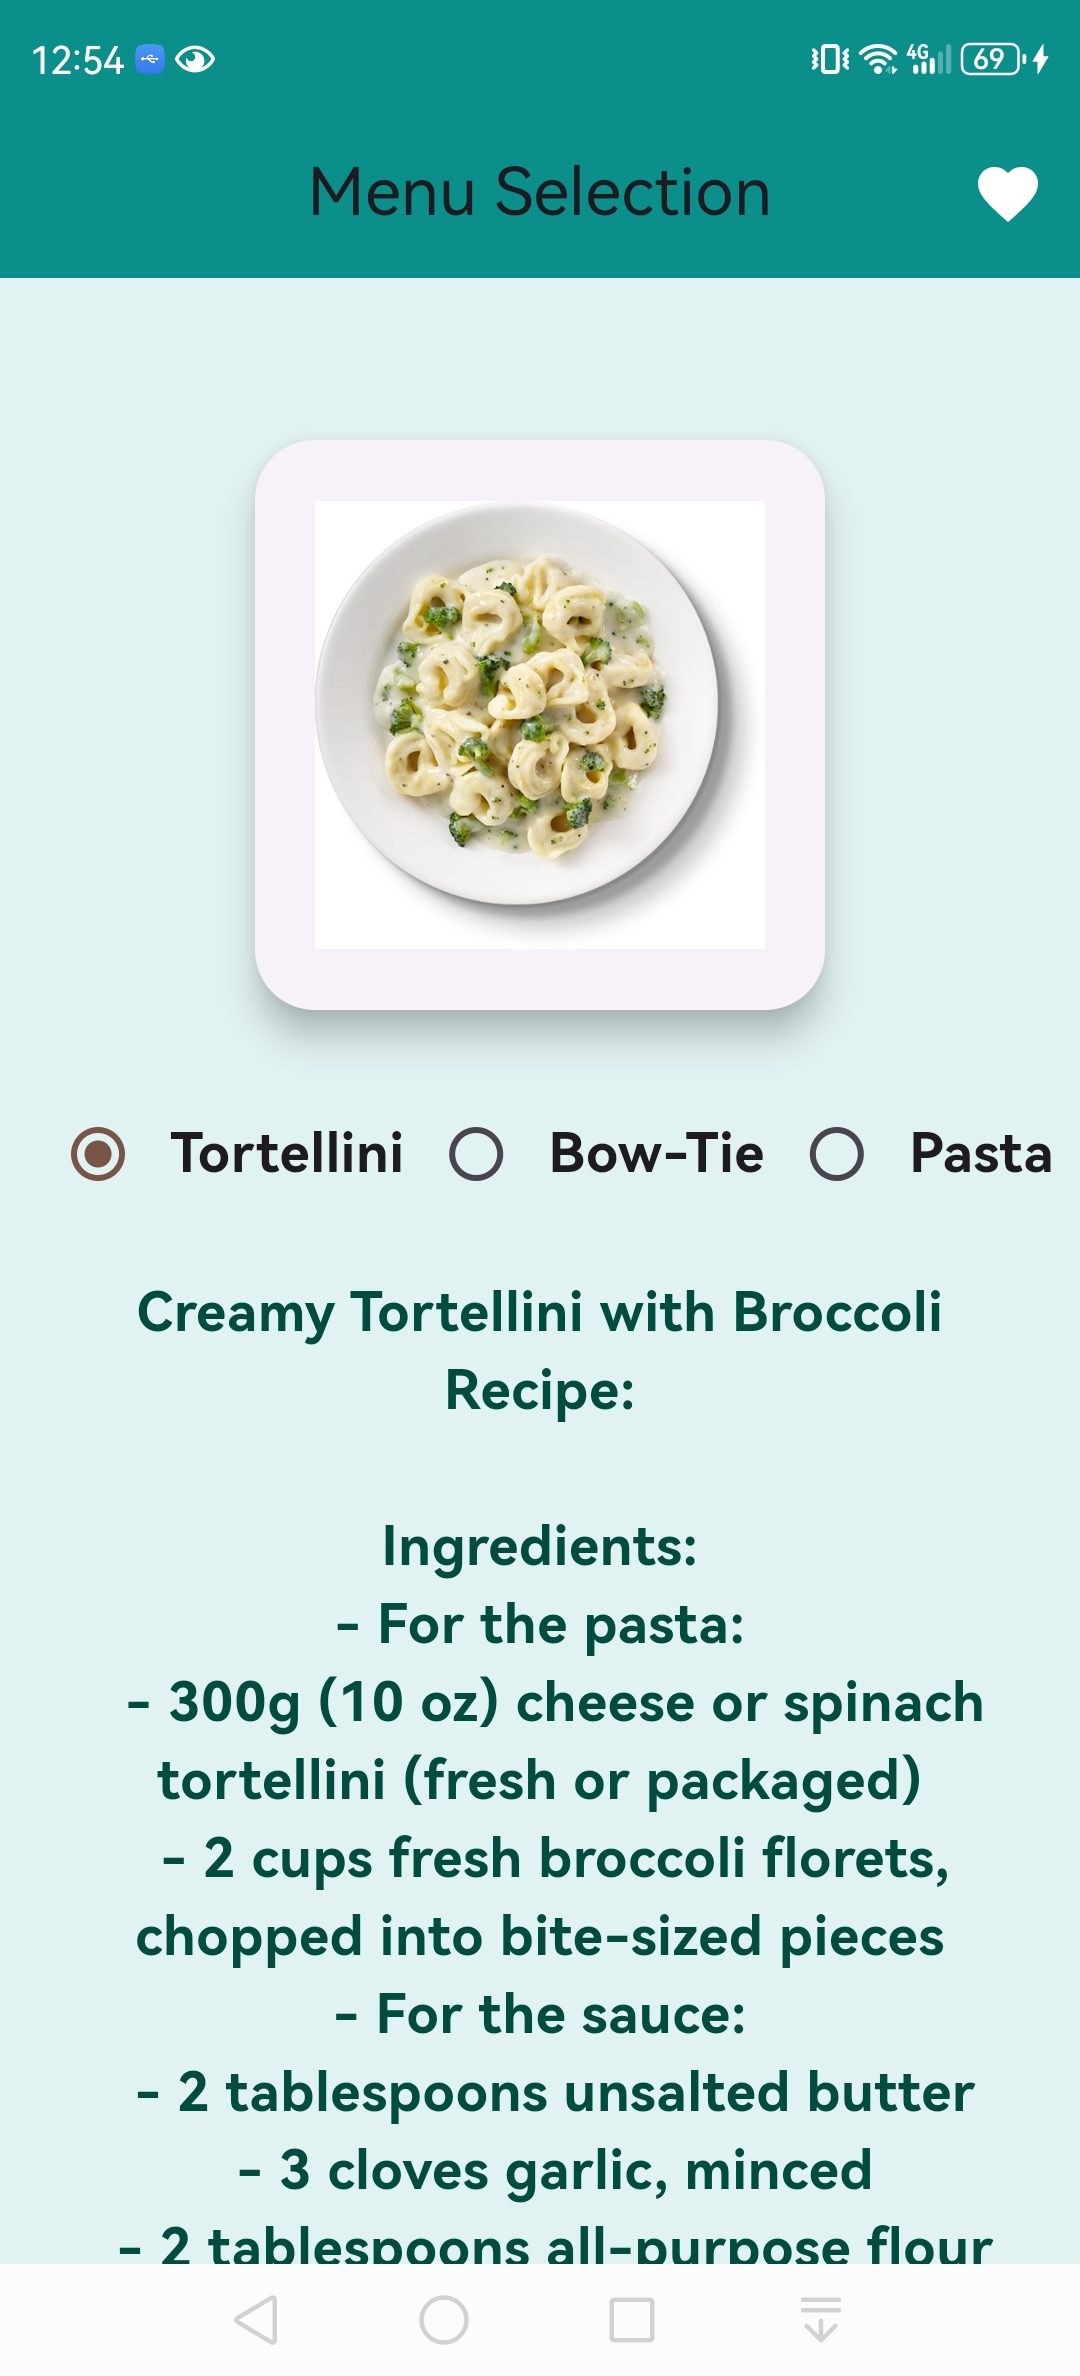 12:54
4G
69
Menu Selection
Tortellini Bow-Tie Pasta
Creamy Tortellini with Broccoli
Recipe:
Ingredients:
- For the pasta:
- 300g (10 oz) cheese or spinach
tortellini (fresh or packaged)
- 2 cups fresh broccoli florets,
chopped into bite-sized pieces
- For the sauce:
- 2 tablespoons unsalted butter
- 3 cloves garlic, minced
- 2 tablespoons all-purpose flour